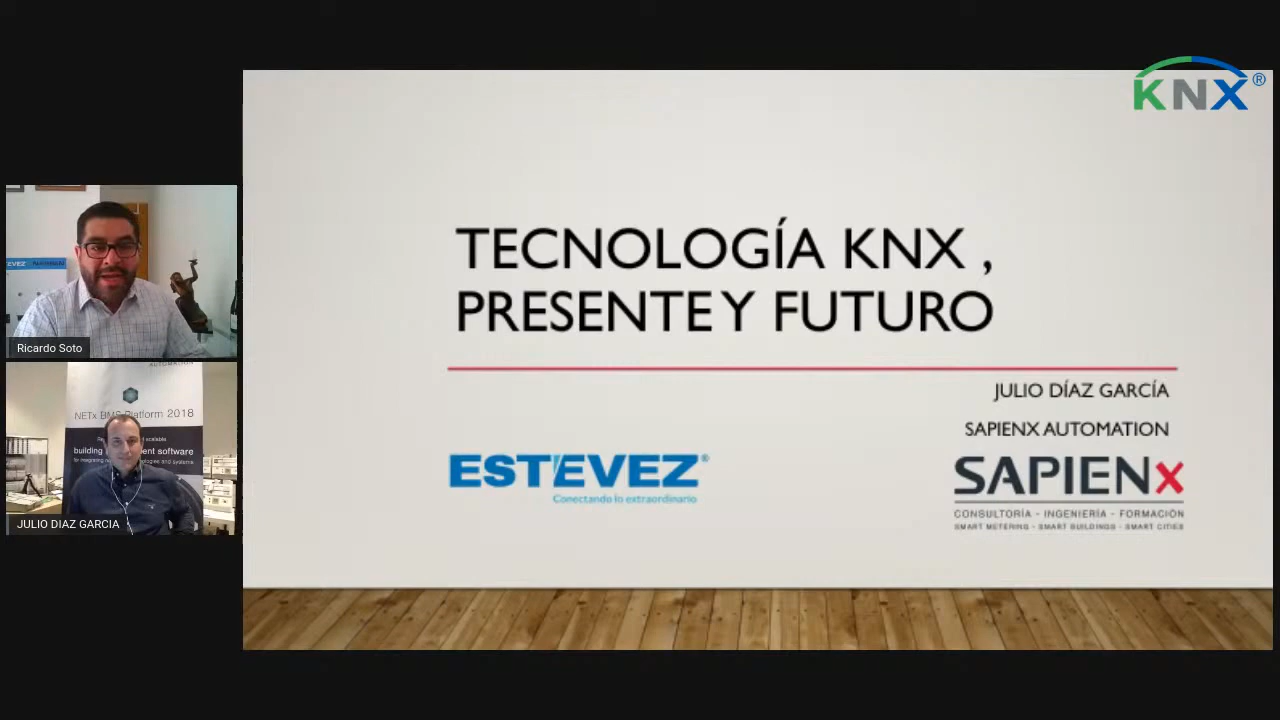 KNX®
TECNOLOGÍA KNX ,
PRESENTE Y FUTURO
JULIO DÍAZ GARCÍA
SAPIENX AUTOMATION
ESTEVEZ®
Conectando lo extraordinario
SAPIENX
CONSULTORÍA - INGENIERÍA - FORMACIÓN
SMART METERING - SMART BUILDINGS - SMART CITIES
Ricardo Soto
AUTOMATION
NETx BMS Platform 2018
building
software
JULIO DIAZ GARCIA